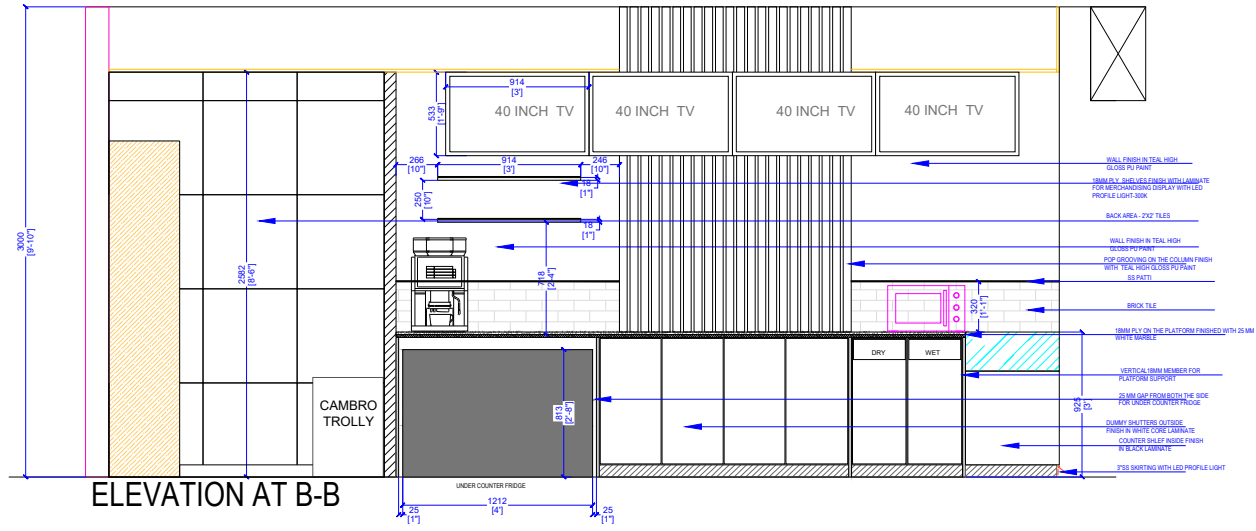 914
[3']
533
[1'-9"]
40 INCH  TV
40 INCH  TV
40 INCH  TV
40 INCH  TV
266
[10"]
914
[3']
246
[10"]
18
[1"]
250
[10"]
18
[1"]
3000
[9'-10"]
2582
[8'-6"]
718
[2'-4"]
320
[1'-1"]
WALL FINISH IN TEAL HIGH
GLOSS PU PAINT
18MM PLY  SHELVES FINISH WITH LAMINATE
FOR MERCHANDISING DISPLAY WITH LED
PROFILE LIGHT-300K
BACK AREA - 2'X2' TILES
WALL FINISH IN TEAL HIGH
GLOSS PU PAINT
POP GROOVING ON THE COLUMN FINISH
WITH  TEAL HIGH GLOSS PU PAINT
SS PATTI
BRICK TILE
18MM PLY ON THE PLATFORM FINISHED WITH 25 MM
WHITE MARBLE
DRY
WET
VERTICAL18MM MEMBER FOR
PLATFORM SUPPORT
CAMBRO
TROLLY
813
[2'-8"]
925
[3']
25 MM GAP FROM BOTH THE SIDE
FOR UNDER COUNTER FRIDGE
DUMMY SHUTTERS OUTSIDE
FINISH IN WHITE CORE LAMINATE
COUNTER SHLEF INSIDE FINISH
IN BLACK LAMINATE
3"SS SKIRTING WITH LED PROFILE LIGHT
ELEVATION AT B-B
UNDER COUNTER FRIDGE
25
[1"]
1212
[4']
25
[1"]